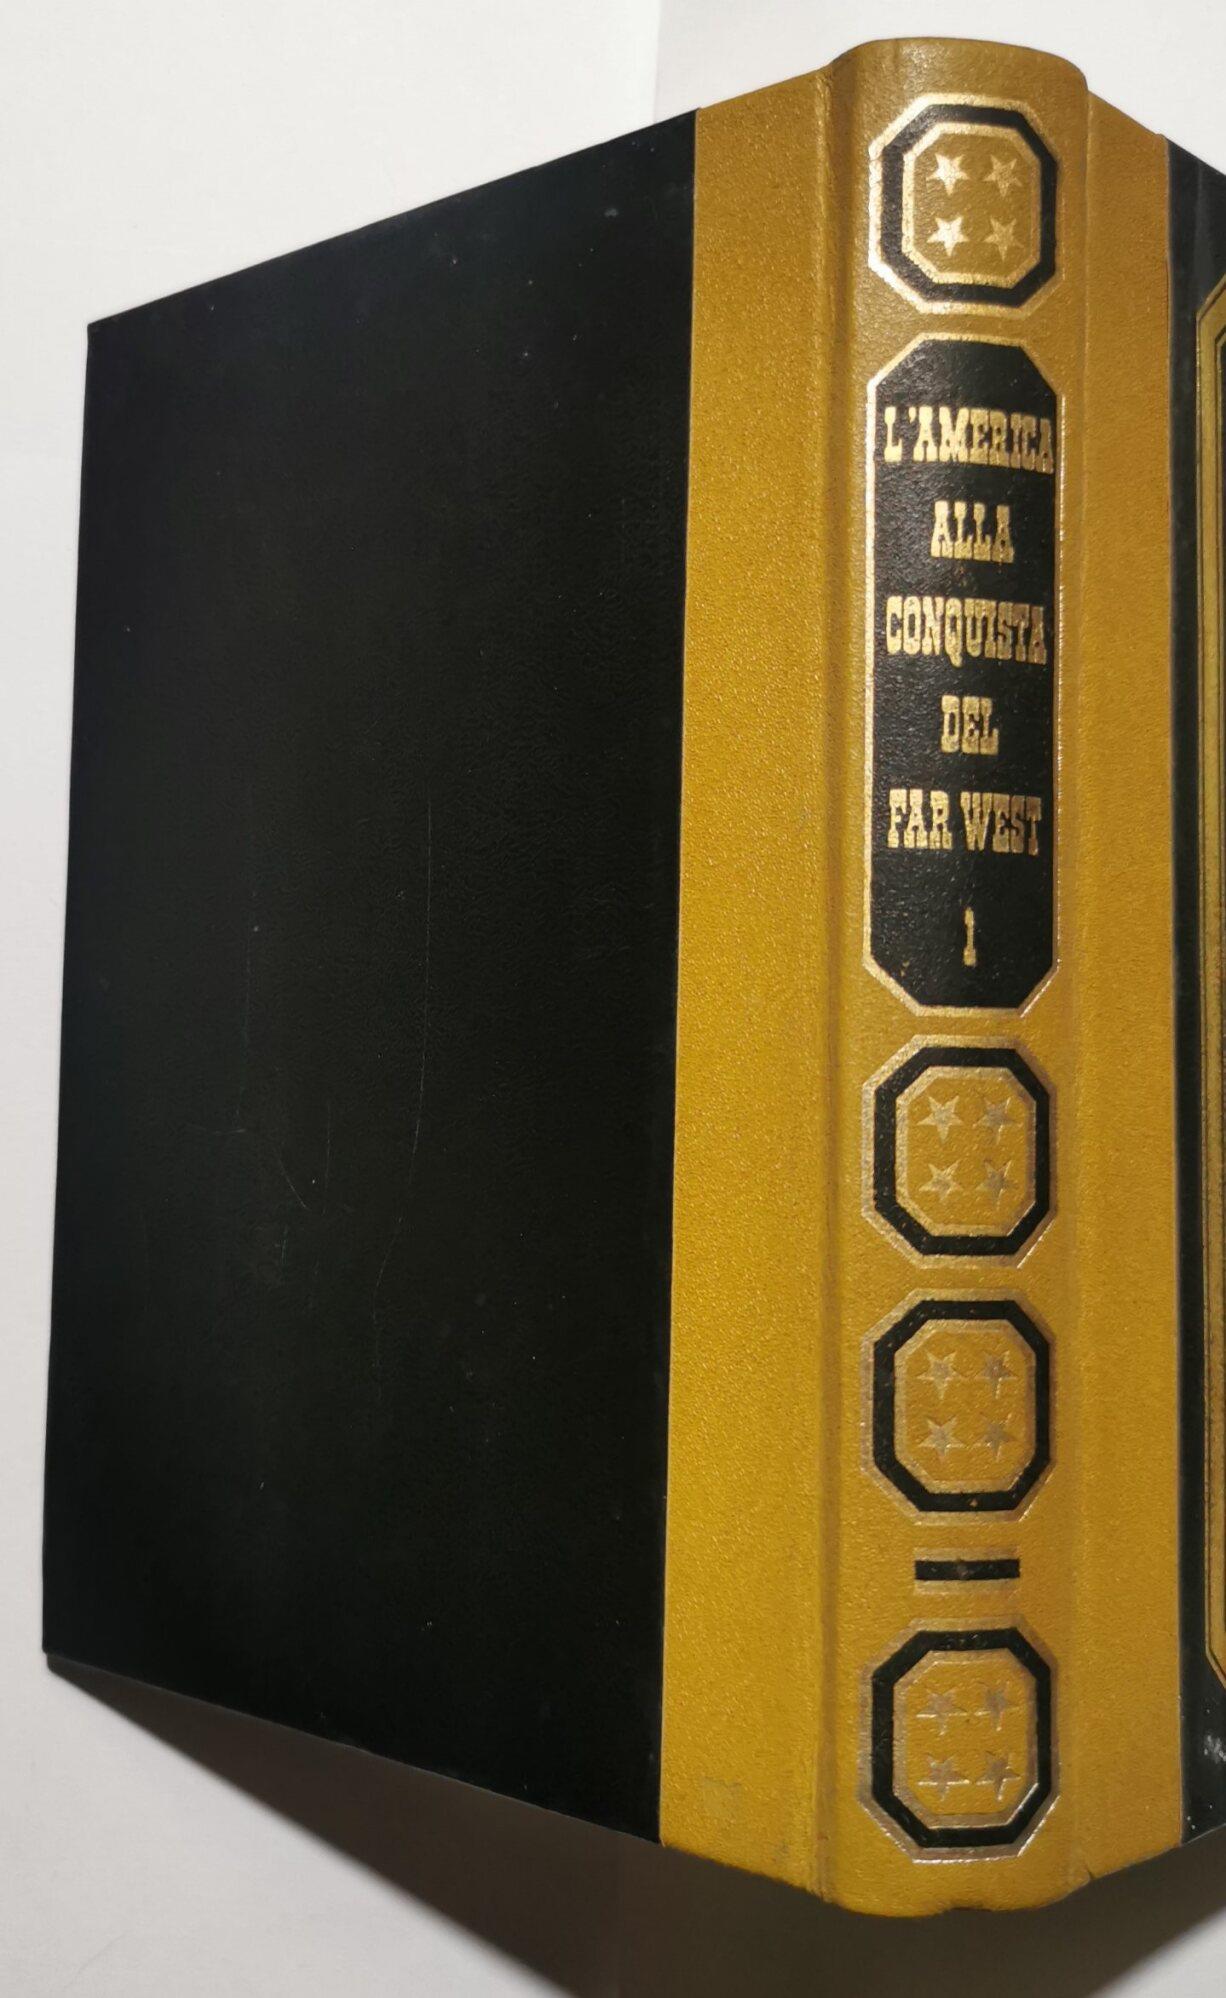 L'AMERICA
ALLA
CONQUISTA
DEL
FAR WEST
1